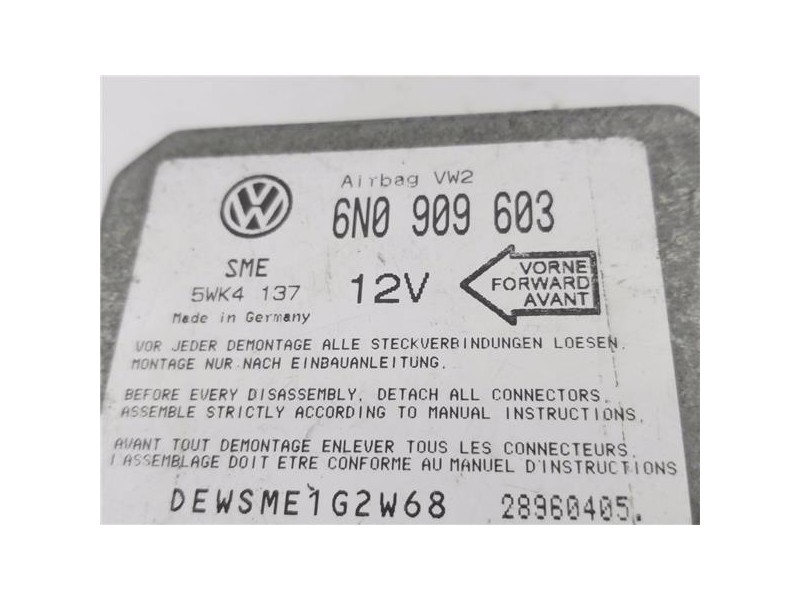 Airbag VW2
6N0 909 603
SME
5WK4 137
12V
VORNE
FORWARD
AVANT
Made in Germany
VOR JEDER DEMONTAGE ALLE STECKVERBINDUNGEN LOESEN.
MONTAGE NUR NACH EINBAUANLEITUNG.
BEFORE EVERY DISASSEMBLY, DETACH ALL CONNECTORS.
ASSEMBLE STRICTLY ACCORDING TO MANUAL INSTRUCTIONS.
AVANT TOUT DEMONTAGE ENLEVER TOUS LES CONNECTEURS.
L ASSEMBLAGE DOIT ETRE CONFORME AU MANUEL D'INSTRUCTIONS
DEWSME1G2W68 28960405.